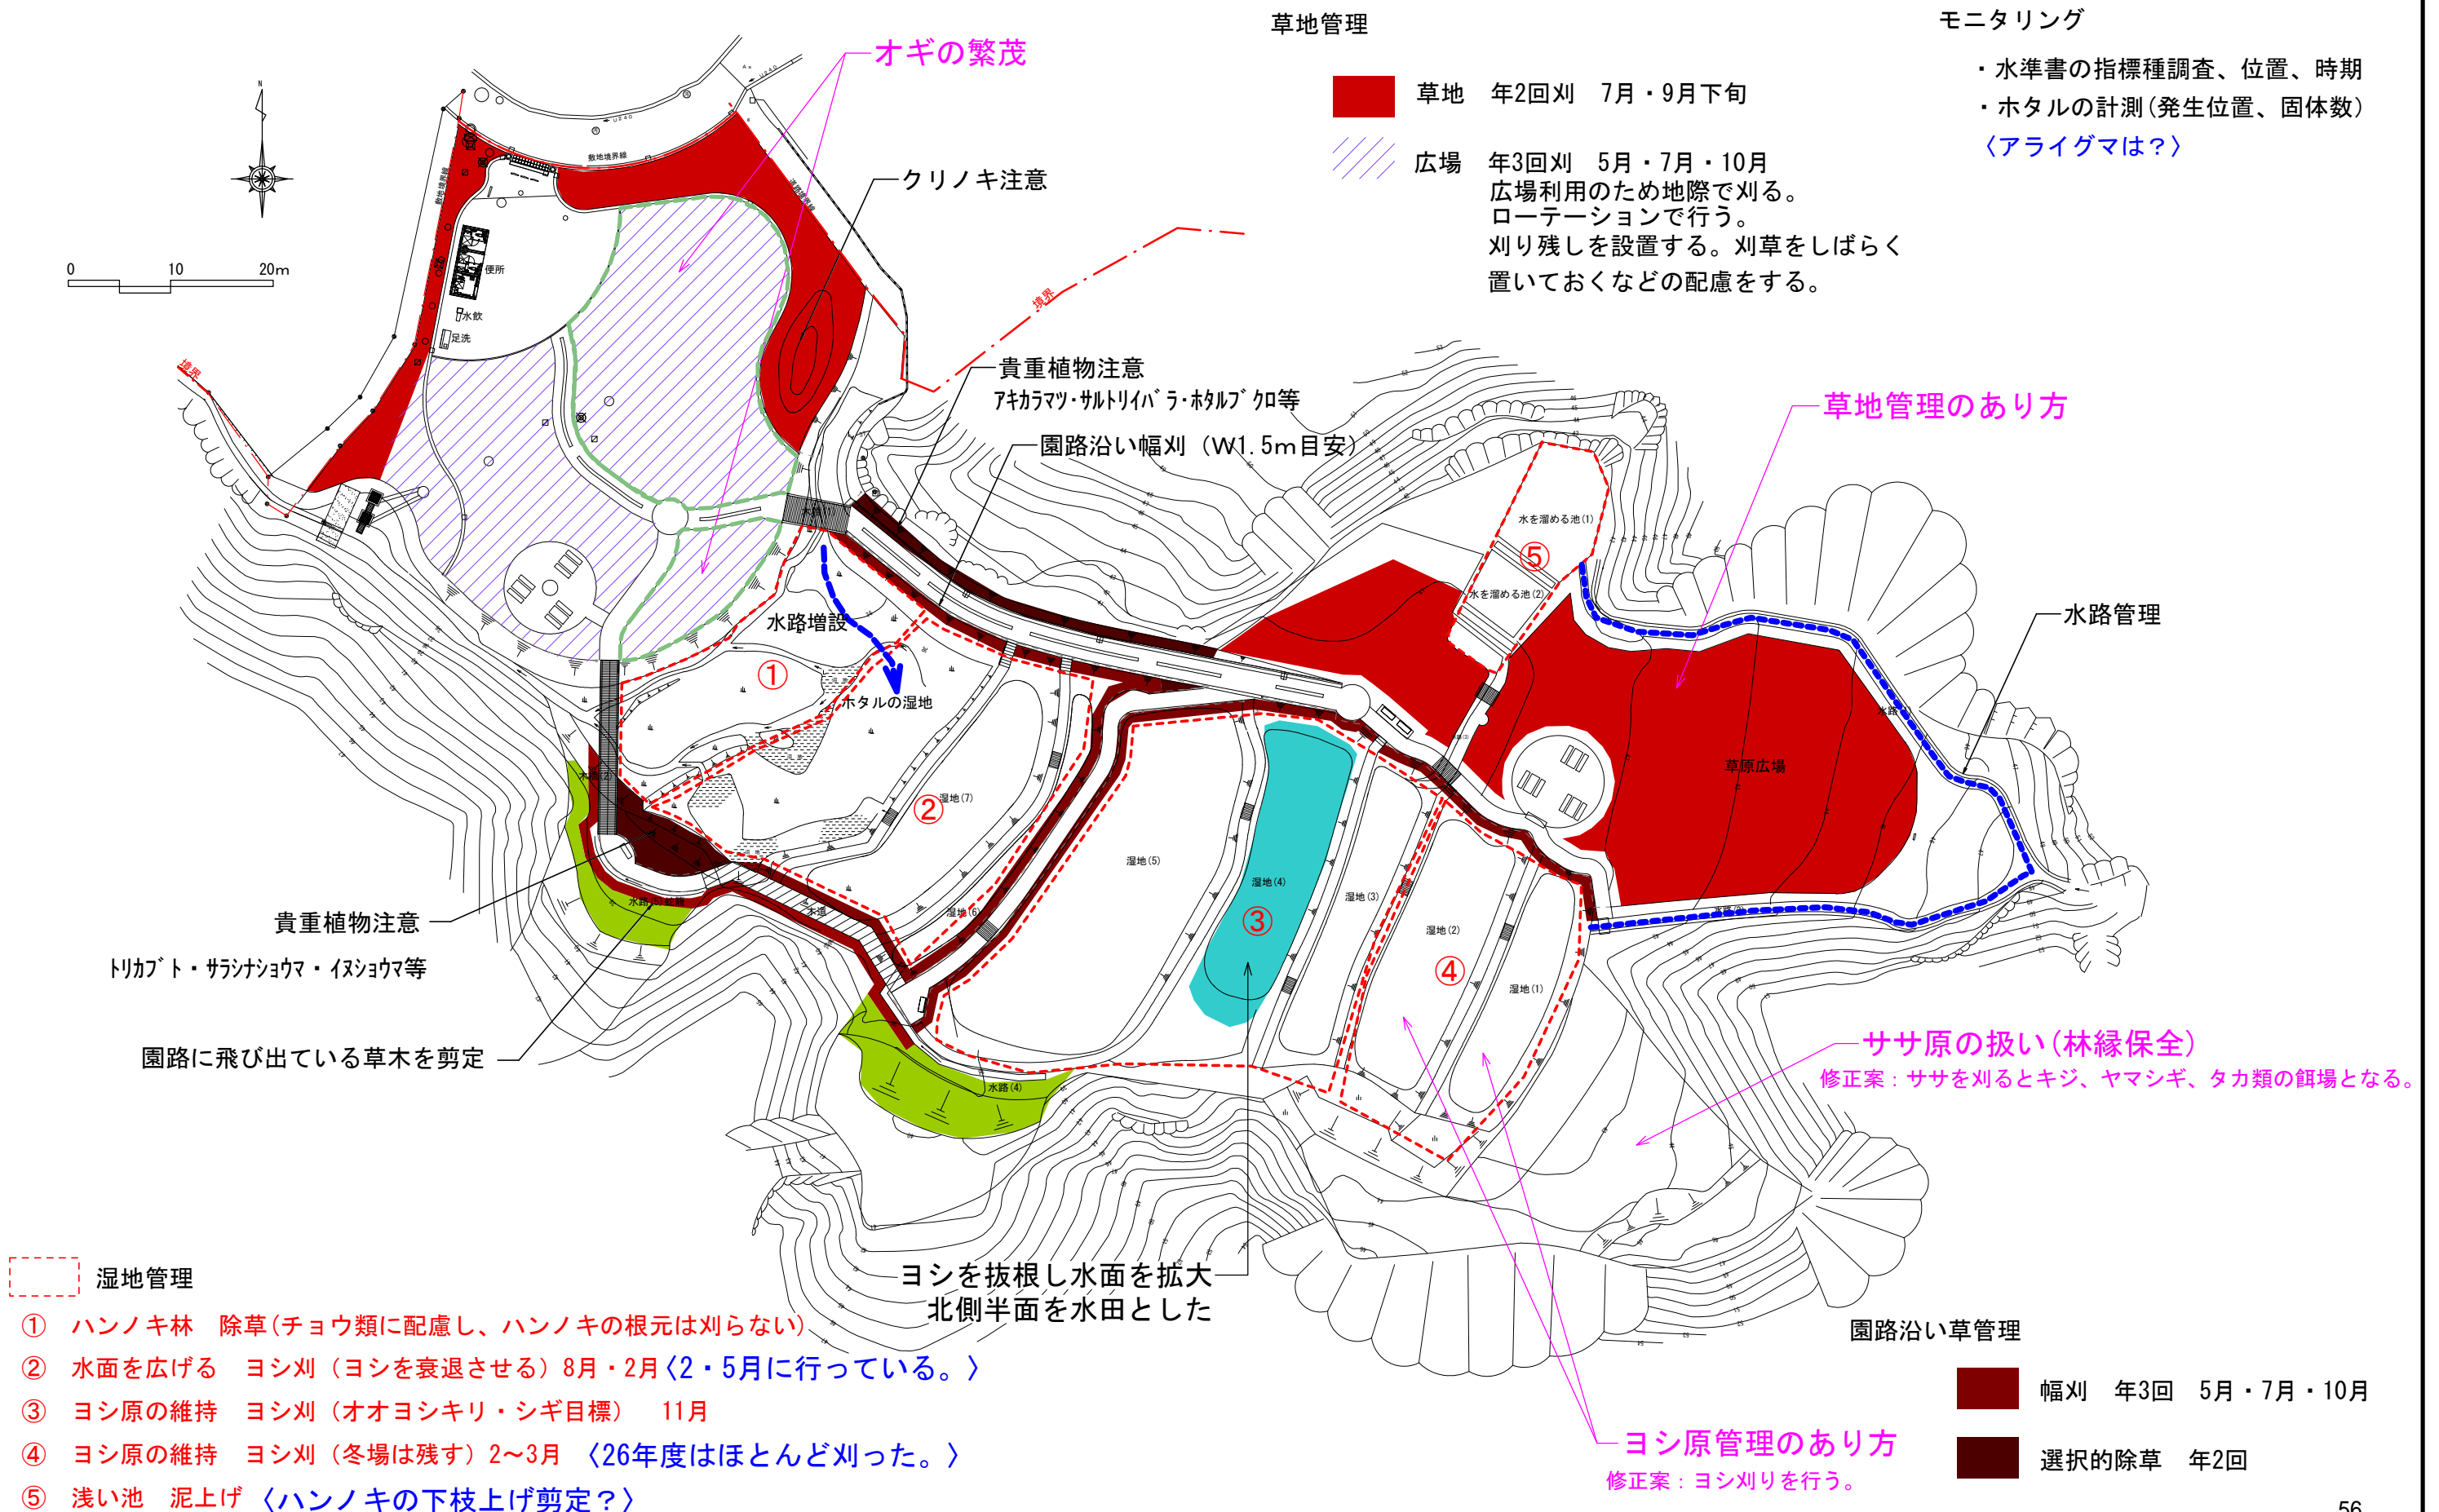 草地管理
草地　年2回刈　7月・9月下旬
広場　年3回刈　5月・7月・10月
広場利用のため地際で刈る。
ローテーションで行う。
刈り残しを設置する。刈草をしばらく
置いておくなどの配慮をする。
モニタリング
・水準書の指標種調査、位置、時期
・ホタルの計測(発生位置、固体数)
〈アライグマは？〉
オギの繁茂
クリノキ注意
N
0 10 20m
敷地境界線
敷地境界線
道路境界線
境界
境界
便所
水飲
足洗
貴重植物注意
アキカラマツ・サルトリイバラ・ホタルブクロ等
園路沿い幅刈（W1.5m目安）
草地管理のあり方
水を溜める池(1)
⑤
水を溜める池(2)
水路管理
水路増設
①
ホタルの湿地
草原広場
②
湿地(7)
湿地(6)
湿地(5)
湿地(4)
③
湿地(3)
湿地(2)
④
湿地(1)
木道
水路(4)
貴重植物注意
トリカブト・サラシナショウマ・イヌショウマ等
園路に飛び出ている草木を剪定
ササ原の扱い(林縁保全)
修正案：ササを刈るとキジ、ヤマシギ、タカ類の餌場となる。
ヨシを抜根し水面を拡大
北側半面を水田とした
ヨシ原管理のあり方
修正案：ヨシ刈りを行う。
湿地管理
①　ハンノキ林　除草(チョウ類に配慮し、ハンノキの根元は刈らない)
②　水面を広げる　ヨシ刈（ヨシを衰退させる）8月・2月〈2・5月に行っている。〉
③　ヨシ原の維持　ヨシ刈（オオヨシキリ・シギ目標）　11月
④　ヨシ原の維持　ヨシ刈（冬場は残す）2～3月　〈26年度はほとんど刈った。〉
⑤　浅い池　泥上げ〈ハンノキの下枝上げ剪定？〉
園路沿い草管理
幅刈　年3回　5月・7月・10月
選択的除草　年2回
56